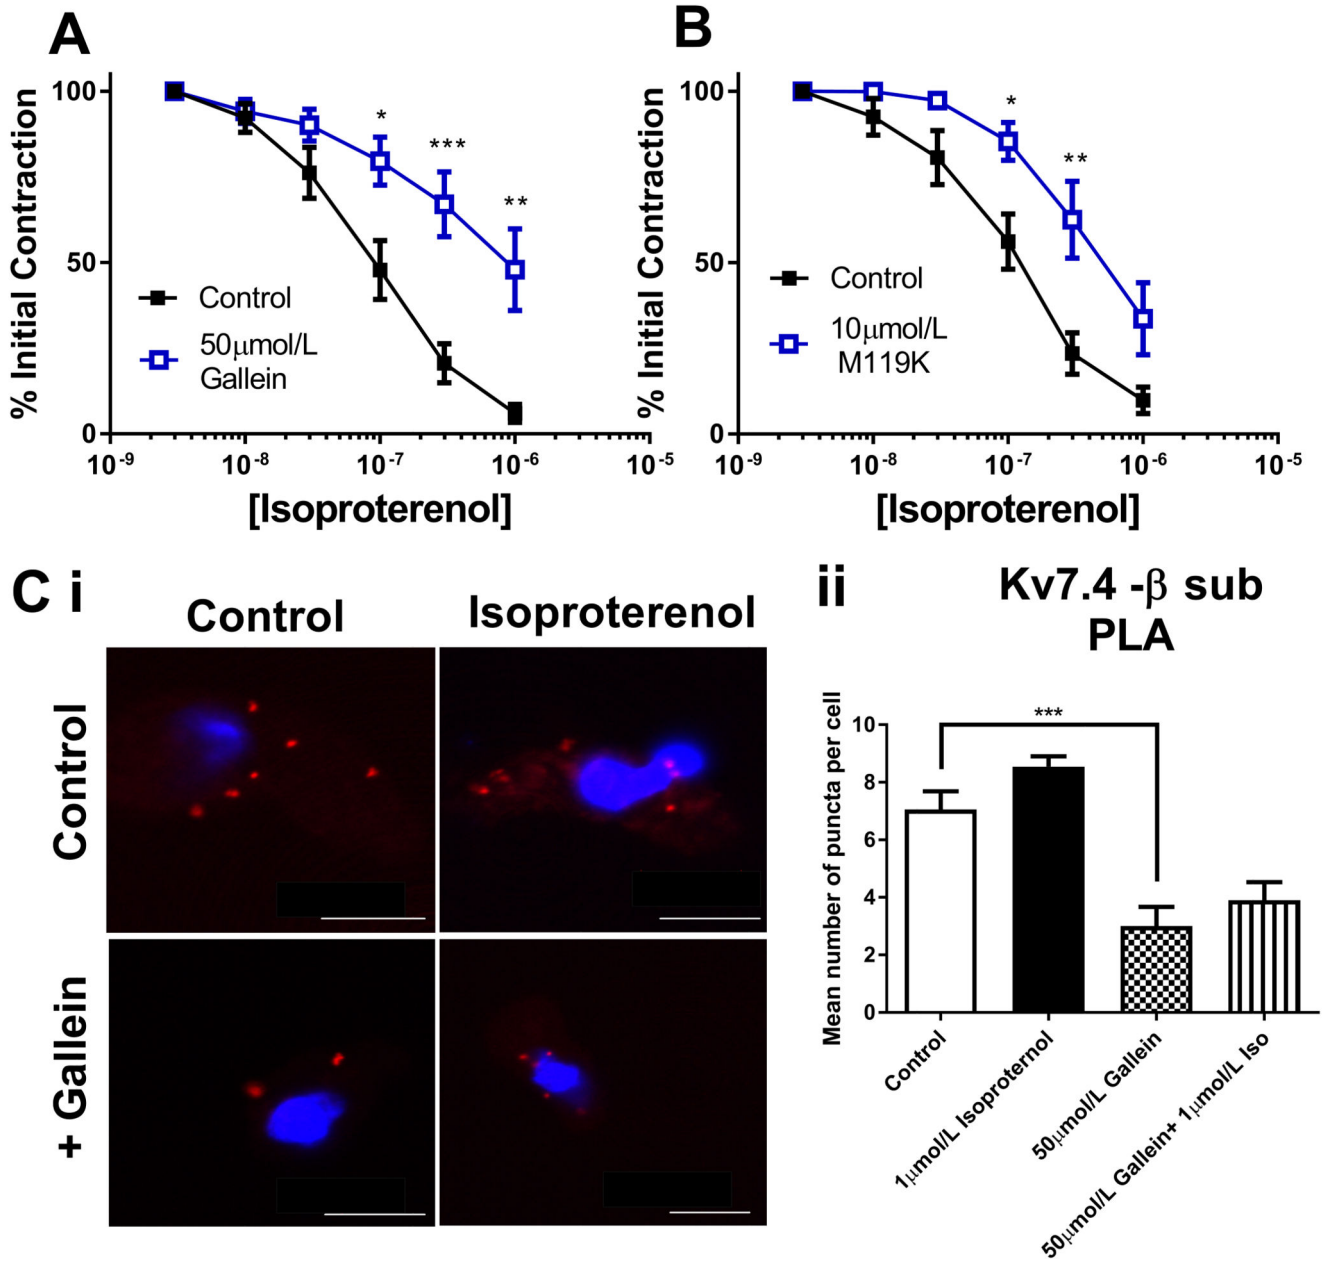 A
% Initial Contraction
100
50
0
*
***
**
Control
50μmol/L
Gallein
10-9
10-8
10-7
10-6
10-5
[Isoproterenol]
B
% Initial Contraction
100
50
0
*
**
Control
10μmol/L
M119K
10-9
10-8
10-7
10-6
10-5
[Isoproterenol]
C i
Control
Isoproterenol
Control
+ Gallein
ii
Kv7.4 -β sub
PLA
Mean number of puncta per cell
10
8
6
4
2
0
***
Control
1μmol/L Isoproternol
50μmol/L Gallein
50μmol/L Gallein+ 1μmol/L Iso